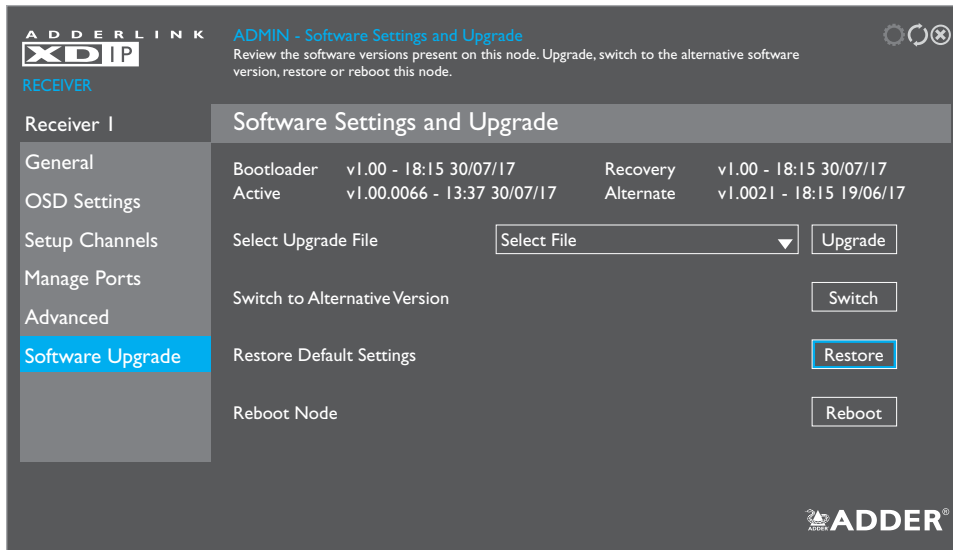 ADDERLINK
XDIP
RECEIVER
ADMIN - Software Settings and Upgrade
Review the software versions present on this node. Upgrade, switch to the alternative software
version, restore or reboot this node.
Receiver 1
General
OSD Settings
Setup Channels
Manage Ports
Advanced
Software Upgrade
Software Settings and Upgrade
Bootloader v1.00 - 18:15 30/07/17 Recovery v1.00 - 18:15 30/07/17
Active v1.00.0066 - 13:37 30/07/17 Alternate v1.0021 - 18:15 19/06/17
Select Upgrade File Select File Upgrade
Switch to Alternative Version Switch
Restore Default Settings Restore
Reboot Node Reboot
ADDER ADDER®